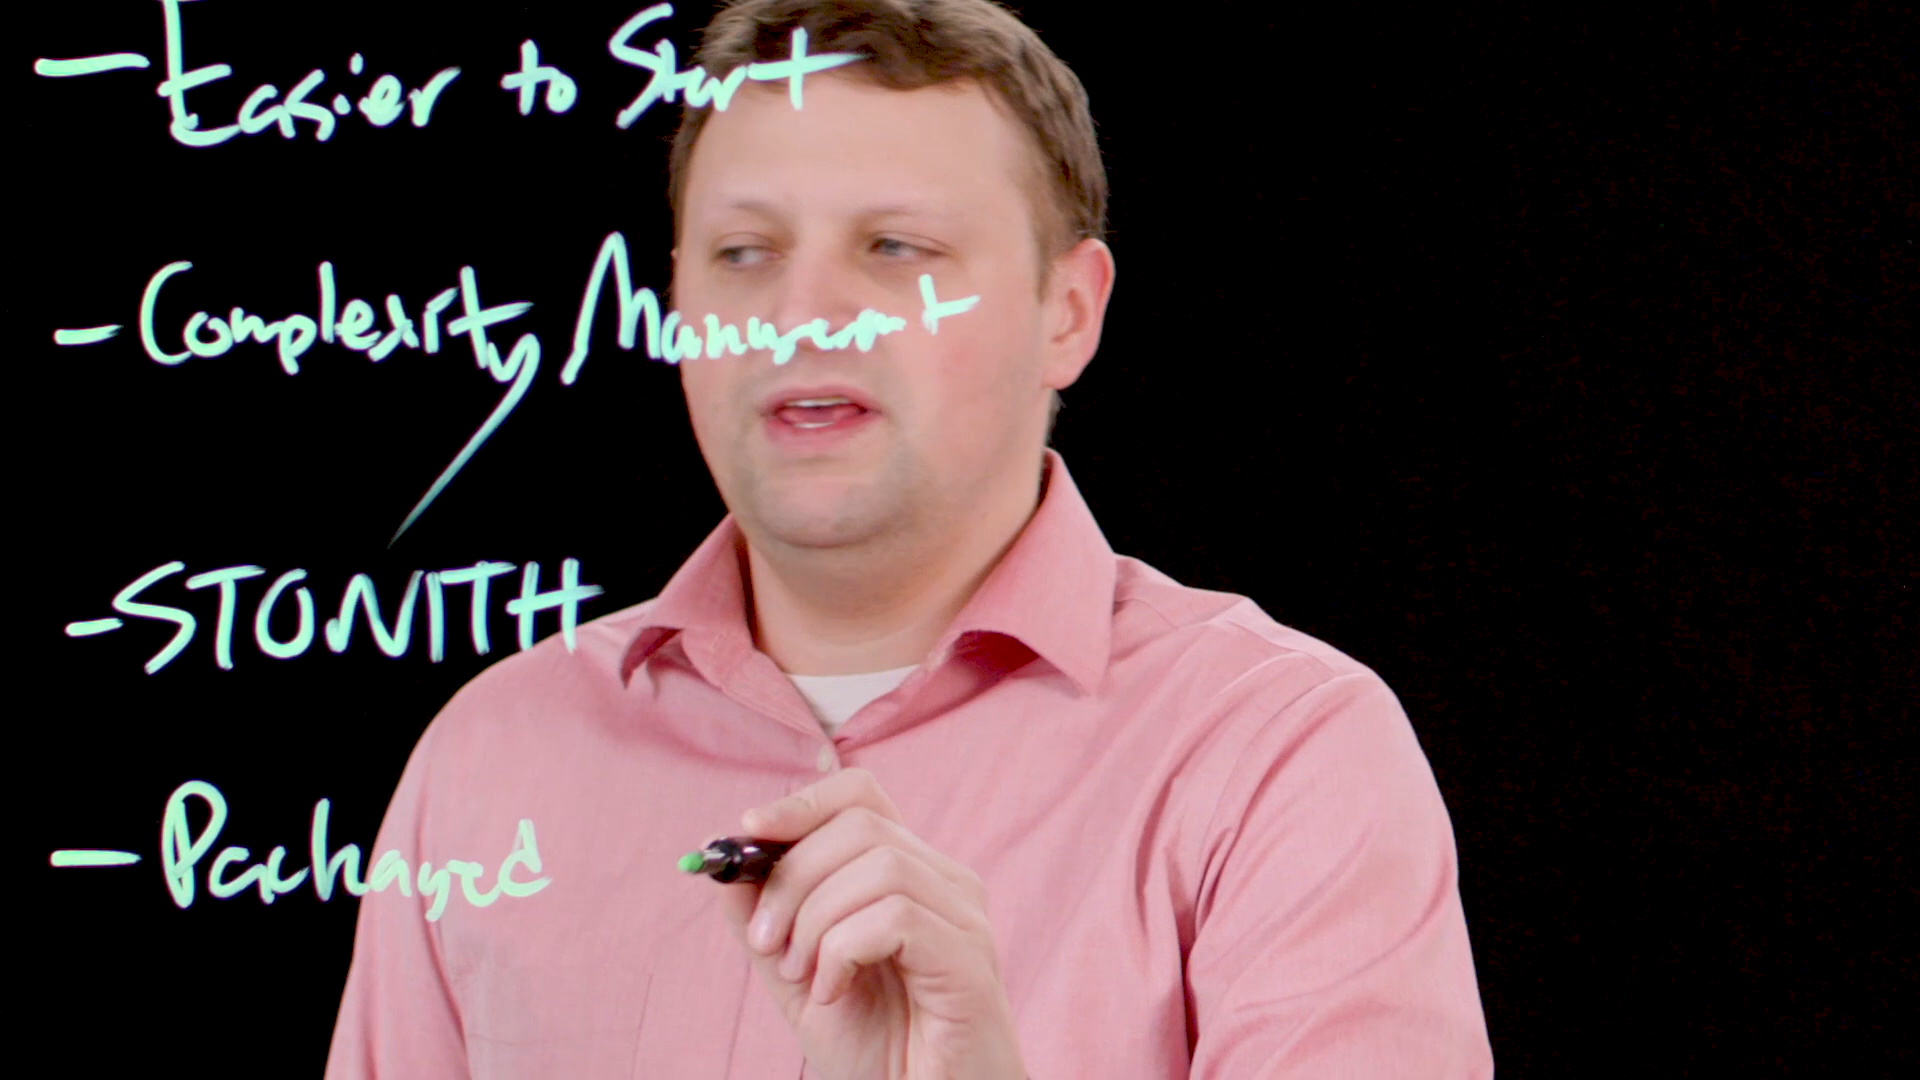 - Easier to Start
- Complexity Management
- STONITH
- Packaged